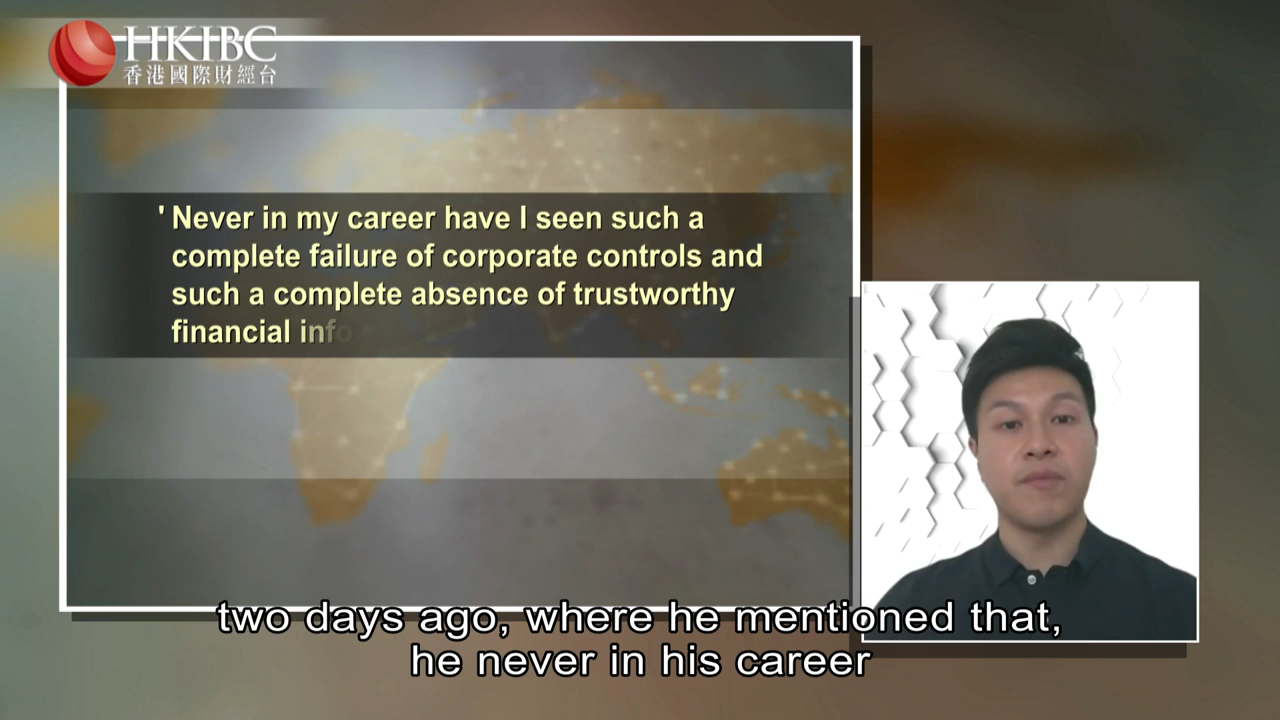 HKIBC
香港國際財經台
' Never in my career have I seen such a
complete failure of corporate controls and
such a complete absence of trustworthy
financial info
two days ago, where he mentioned that,
he never in his career